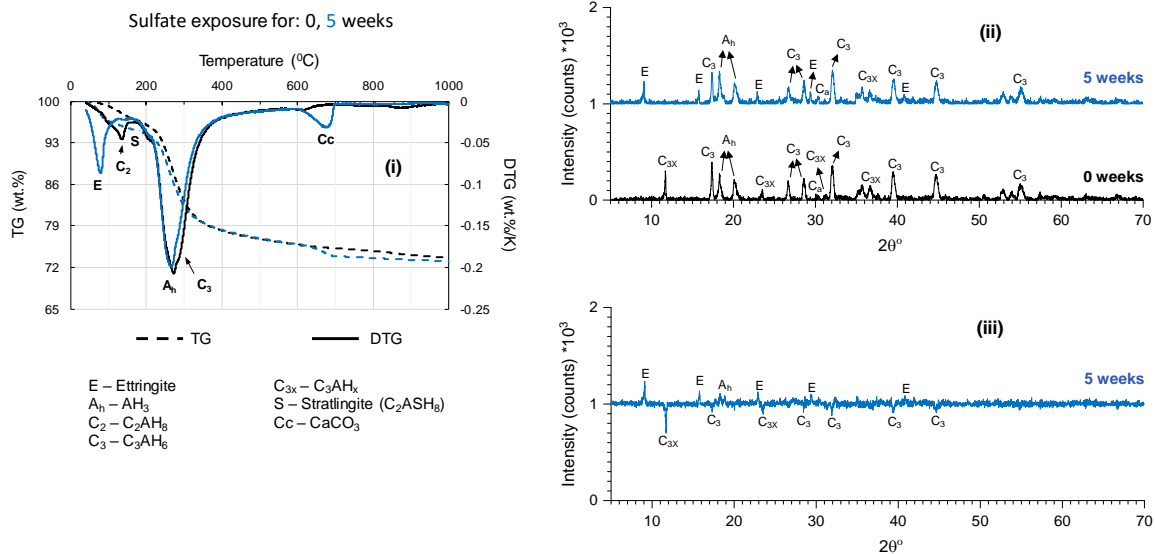 Sulfate exposure for: 0, 5 weeks
Temperature (⁰C)
0 200 400 600 800 1000
100 0
93 -0.05
86 -0.1
79 -0.15
72 -0.2
65 -0.25
TG (wt.%)
DTG (wt.%/K)
E
C₂
S
Aₕ
C₃
Cc
(i)
TG DTG
E – Ettringite
Aₕ – AH₃
C₂ – C₂AH₈
C₃ – C₃AH₆
C₃ₓ – C₃AHₓ
S – Stratlingite (C₂ASH₈)
Cc – CaCO₃
(ii)
Intensity (counts) *10³
2
1
0
E E C₃ Aₕ E C₃ E Cₐ C₃ C₃X C₃ E C₃ C₃
5 weeks
C₃X C₃ Aₕ C₃X C₃ C₃X Cₐ C₃ C₃X C₃ C₃ C₃
0 weeks
10 20 30 40 50 60 70
2θ⁰
(iii)
Intensity (counts) *10³
2
1
0
E E Aₕ E E E
5 weeks
C₃X C₃ C₃X C₃ C₃ C₃ C₃
10 20 30 40 50 60 70
2θ⁰